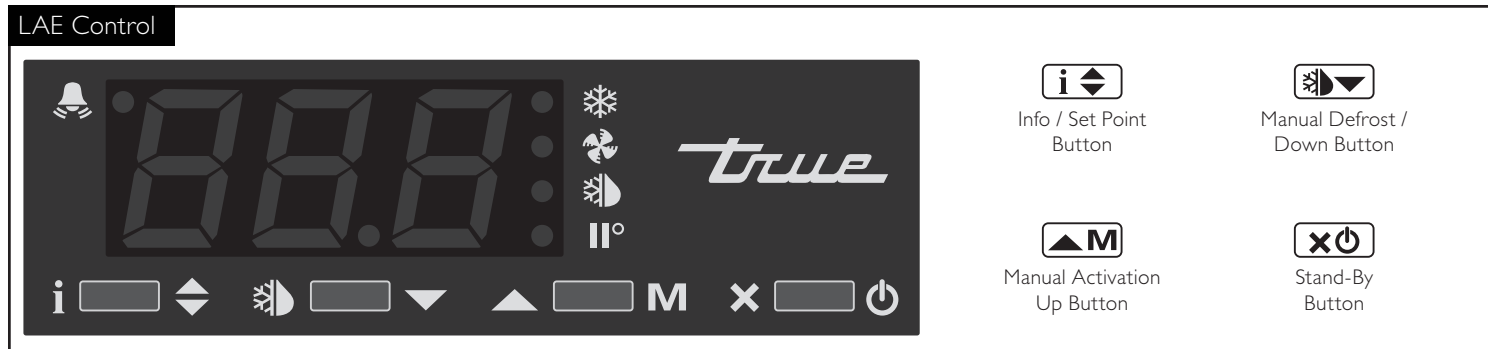 LAE Control
true
i
M
i
Info / Set Point
Button
Manual Defrost /
Down Button
M
Manual Activation
Up Button
Stand-By
Button